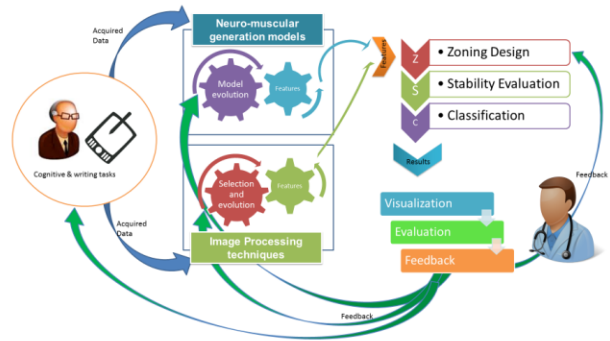 Acquired
Data
Neuro-muscular
generation models
Model
evolution
Features
Features
Z
• Zoning Design
S
• Stability Evaluation
C
• Classification
Results
Cognitive & writing tasks
Selection
and
evolution
Features
Image Processing
techniques
Acquired
Data
Visualization
Evaluation
Feedback
Feedback
Feedback